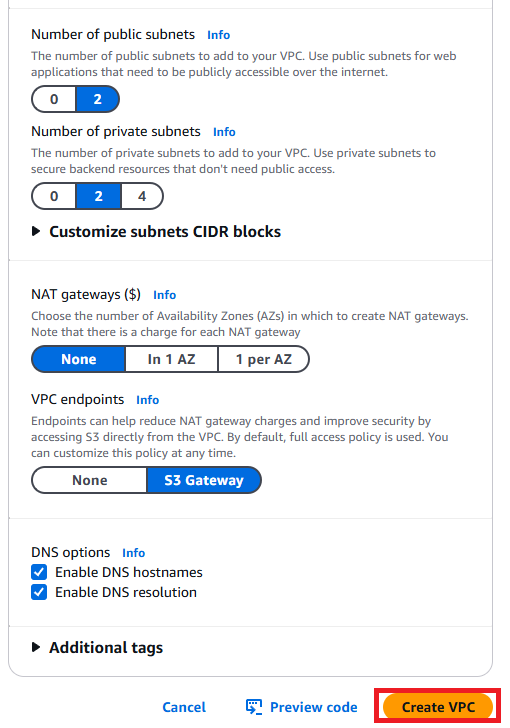 Number of public subnets Info
The number of public subnets to add to your VPC. Use public subnets for web
applications that need to be publicly accessible over the internet.
0 2
Number of private subnets Info
The number of private subnets to add to your VPC. Use private subnets to
secure backend resources that don't need public access.
0 2 4
Customize subnets CIDR blocks
NAT gateways ($) Info
Choose the number of Availability Zones (AZs) in which to create NAT gateways.
Note that there is a charge for each NAT gateway
None In 1 AZ 1 per AZ
VPC endpoints Info
Endpoints can help reduce NAT gateway charges and improve security by
accessing S3 directly from the VPC. By default, full access policy is used. You
can customize this policy at any time.
None S3 Gateway
DNS options Info
Enable DNS hostnames
Enable DNS resolution
Additional tags
Cancel Preview code Create VPC